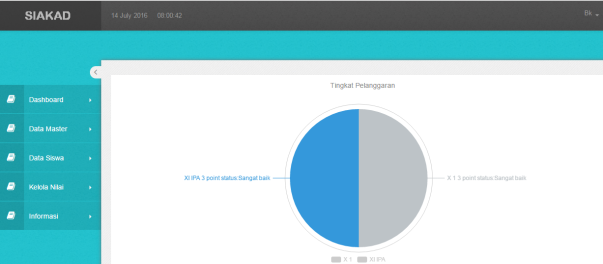 SIAKAD
14 July 2016 08:00:42
Bk
Tingkat Pelanggaran
Dashboard
Data Master
Data Siswa
Kelola Nilai
Informasi
XI IPA 3 point status:Sangat baik
X 1 3 point status:Sangat baik
X 1 XI IPA